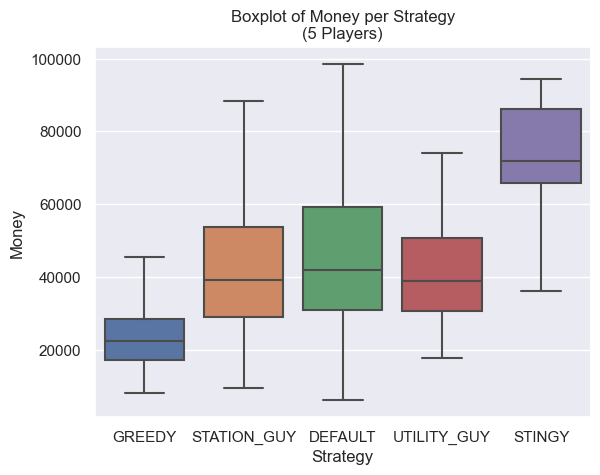 Boxplot of Money per Strategy
(5 Players)
100000
80000
60000
40000
20000
Money
GREEDY STATION_GUY DEFAULT UTILITY_GUY STINGY
Strategy